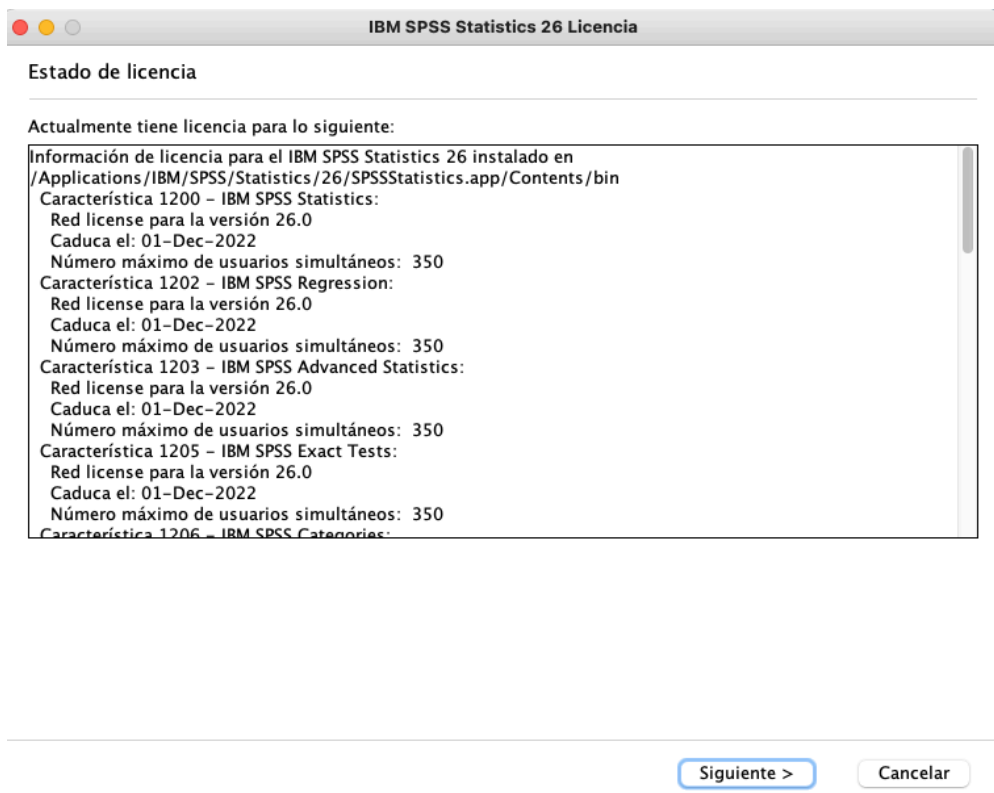 IBM SPSS Statistics 26 Licencia
Estado de licencia
Actualmente tiene licencia para lo siguiente:
Información de licencia para el IBM SPSS Statistics 26 instalado en
/Applications/IBM/SPSS/Statistics/26/SPSSStatistics.app/Contents/bin
Característica 1200 – IBM SPSS Statistics:
Red license para la versión 26.0
Caduca el: 01-Dec-2022
Número máximo de usuarios simultáneos: 350
Característica 1202 – IBM SPSS Regression:
Red license para la versión 26.0
Caduca el: 01-Dec-2022
Número máximo de usuarios simultáneos: 350
Característica 1203 – IBM SPSS Advanced Statistics:
Red license para la versión 26.0
Caduca el: 01-Dec-2022
Número máximo de usuarios simultáneos: 350
Característica 1205 – IBM SPSS Exact Tests:
Red license para la versión 26.0
Caduca el: 01-Dec-2022
Número máximo de usuarios simultáneos: 350
Característica 1206 – IBM SPSS Categories:
Siguiente >
Cancelar